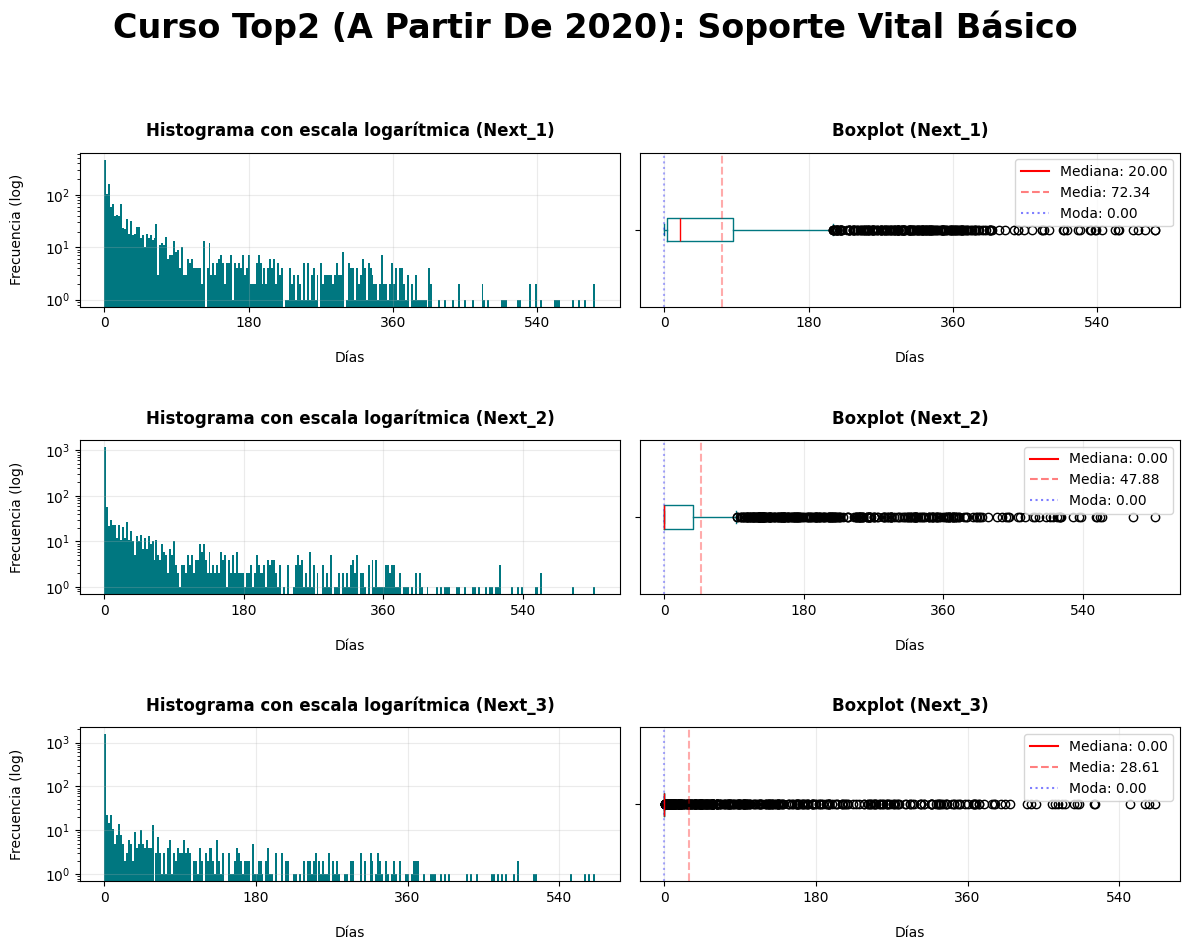 Curso Top2 (A Partir De 2020): Soporte Vital Básico
Histograma con escala logarítmica (Next_1)
Frecuencia (log)
10²
10¹
10⁰
0 180 360 540
Días
Boxplot (Next_1)
Mediana: 20.00
Media: 72.34
Moda: 0.00
0 180 360 540
Días
Histograma con escala logarítmica (Next_2)
Frecuencia (log)
10³
10²
10¹
10⁰
0 180 360 540
Días
Boxplot (Next_2)
Mediana: 0.00
Media: 47.88
Moda: 0.00
0 180 360 540
Días
Histograma con escala logarítmica (Next_3)
Frecuencia (log)
10³
10²
10¹
10⁰
0 180 360 540
Días
Boxplot (Next_3)
Mediana: 0.00
Media: 28.61
Moda: 0.00
0 180 360 540
Días